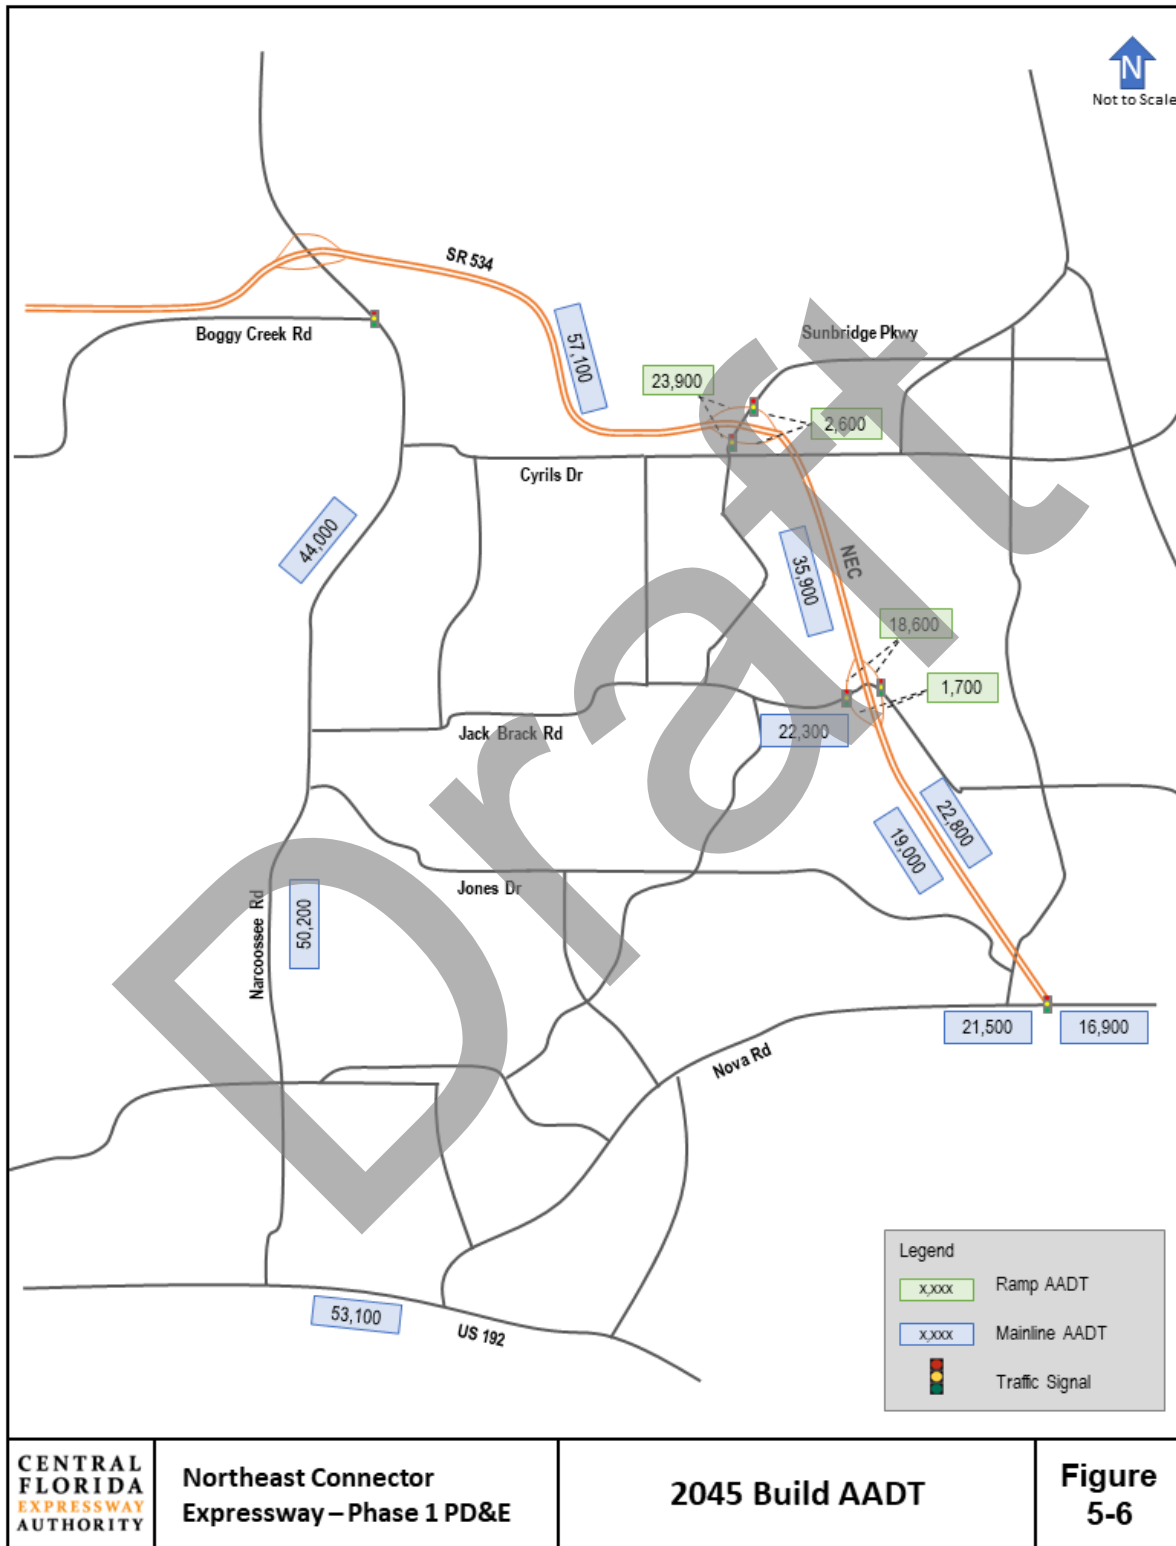 N
Not to Scale
SR 534
Boggy Creek Rd
Sunbridge Pkwy
57,100
23,900
2,600
Cyrils Dr
44,000
35,900
NEC
18,600
1,700
Jack Brack Rd
22,300
22,800
19,000
Jones Dr
Narcoossee Rd
50,200
21,500
16,900
Nova Rd
53,100
US 192
Draft
Legend
x,xxx Ramp AADT
x,xxx Mainline AADT
Traffic Signal
CENTRAL
FLORIDA
EXPRESSWAY
AUTHORITY
Northeast Connector
Expressway – Phase 1 PD&E
2045 Build AADT
Figure
5-6